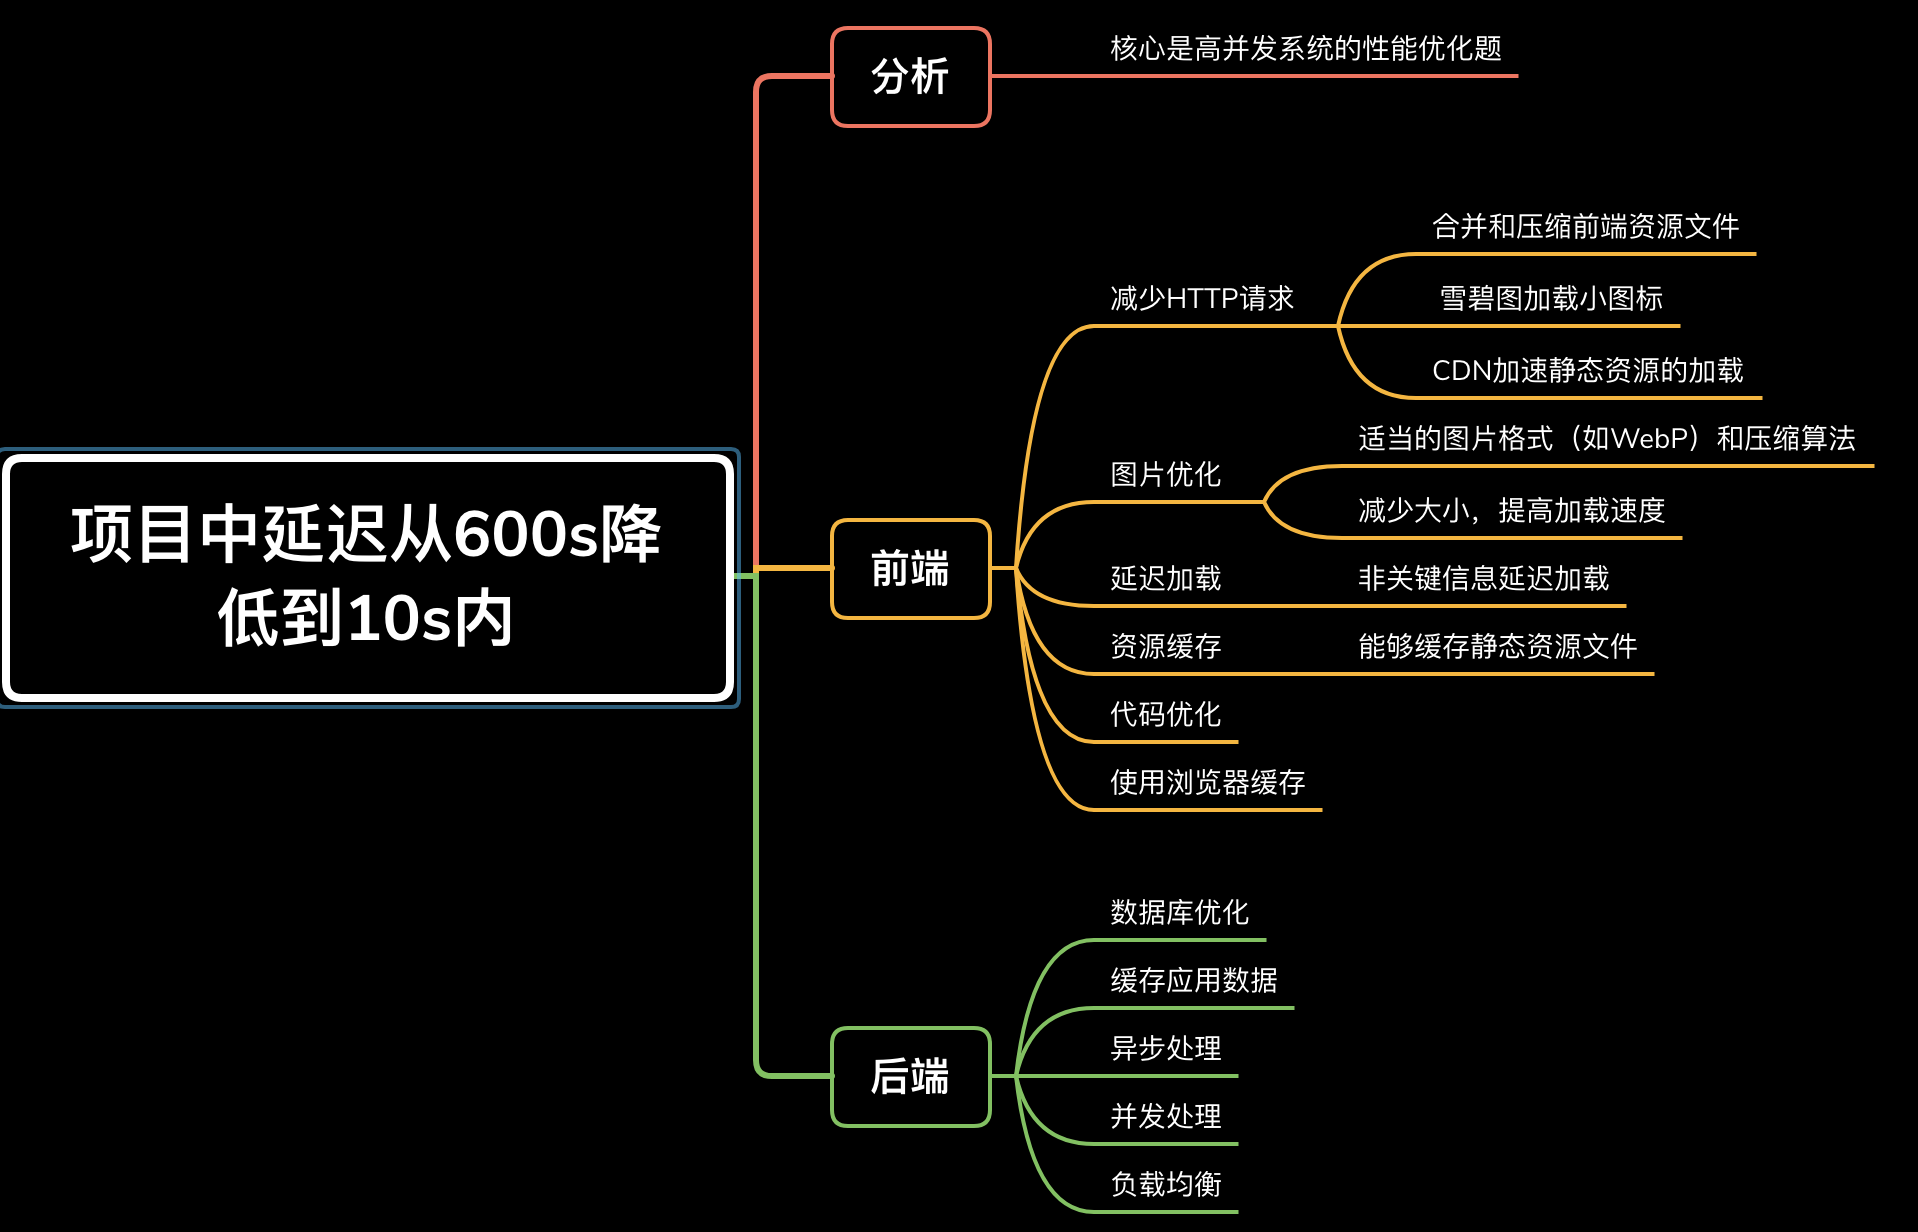 项目中延迟从600s降
低到10s内
分析
核心是高并发系统的性能优化题
前端
减少HTTP请求
合并和压缩前端资源文件
雪碧图加载小图标
CDN加速静态资源的加载
图片优化
适当的图片格式（如WebP）和压缩算法
减少大小，提高加载速度
延迟加载
非关键信息延迟加载
资源缓存
能够缓存静态资源文件
代码优化
使用浏览器缓存
后端
数据库优化
缓存应用数据
异步处理
并发处理
负载均衡